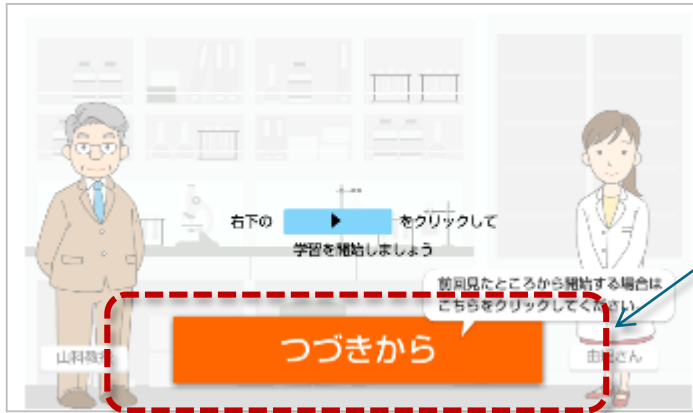 右下の ▶ をクリックして
学習を開始しましょう
前回見たところから開始する場合は
こちらをクリックしてください
つづきから
山科教授
さん